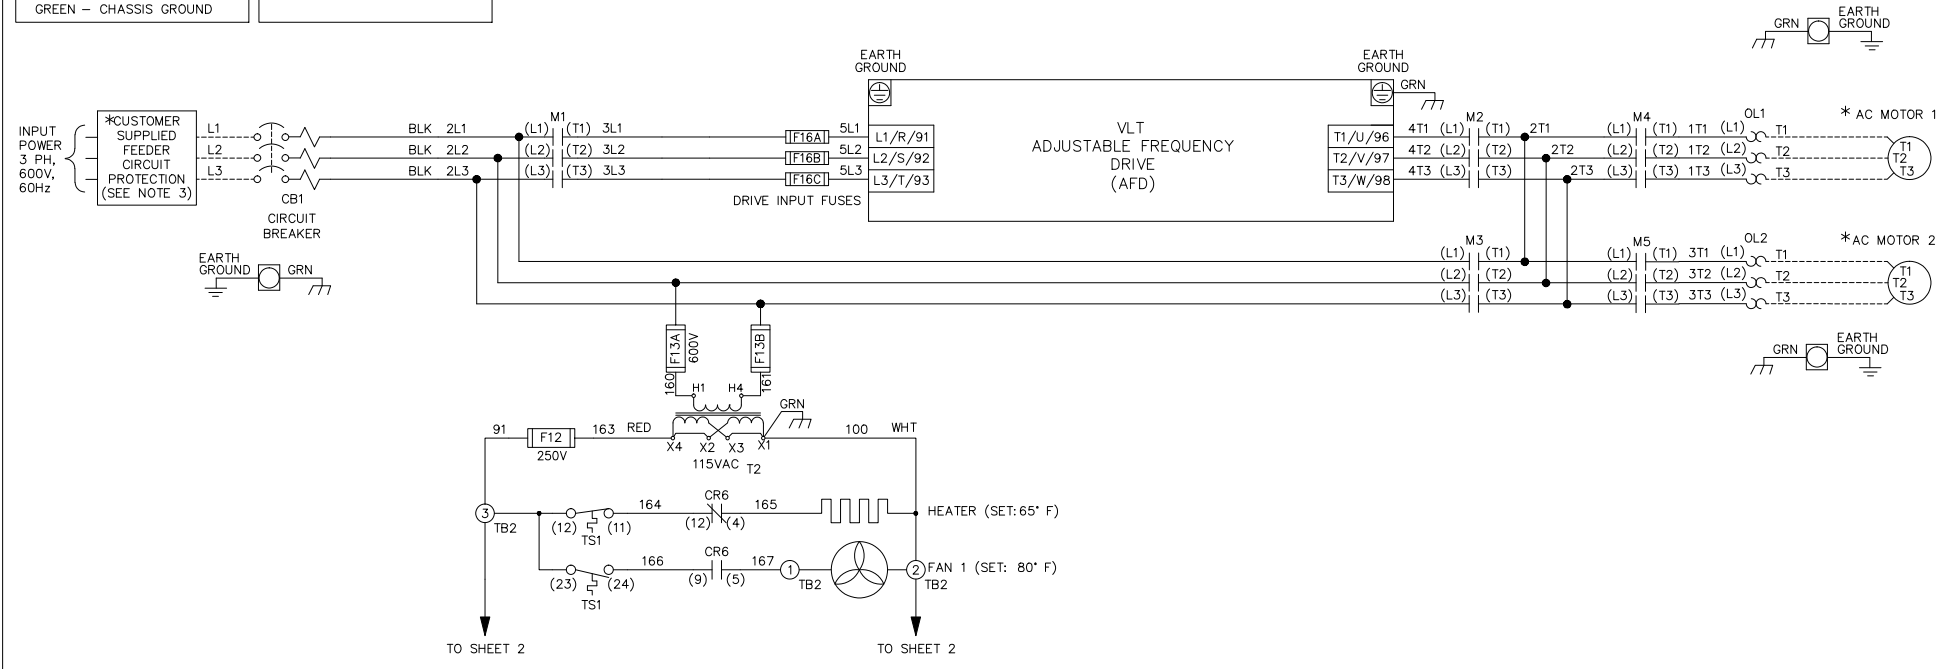 GREEN – CHASSIS GROUND
GRN
EARTH
GROUND
EARTH
GROUND
EARTH
GROUND
GRN
INPUT
POWER
3 PH,
600V,
60Hz
*CUSTOMER
SUPPLIED
FEEDER
CIRCUIT
PROTECTION
(SEE NOTE 3)
L1
L2
L3
CB1
CIRCUIT
BREAKER
BLK 2L1
BLK 2L2
BLK 2L3
M1
(L1) (T1) 3L1
(L2) (T2) 3L2
(L3) (T3) 3L3
F16A 5L1
F16B 5L2
F16C 5L3
DRIVE INPUT FUSES
L1/R/91
L2/S/92
L3/T/93
VLT
ADJUSTABLE FREQUENCY
DRIVE
(AFD)
T1/U/96
T2/V/97
T3/W/98
M2
4T1 (L1) (T1) 2T1
4T2 (L2) (T2) 2T2
4T3 (L3) (T3) 2T3
M4
(L1) (T1) 1T1 (L1)
(L2) (T2) 1T2 (L2)
(L3) (T3) 1T3 (L3)
OL1
T1
T2
T3
* AC MOTOR 1
T1
T2
T3
EARTH
GROUND
GRN
M3
(L1) (T1)
(L2) (T2)
(L3) (T3)
M5
(L1) (T1) 3T1 (L1)
(L2) (T2) 3T2 (L2)
(L3) (T3) 3T3 (L3)
OL2
T1
T2
T3
*AC MOTOR 2
T1
T2
T3
GRN
EARTH
GROUND
F13A
600V
F13B
160
161
H1 H4
GRN
91 F12 163 RED
250V
X4 X2 X3 X1
100 WHT
115VAC T2
3
TB2
(12) (11)
TS1
164
CR6
(12) (4)
165
HEATER (SET:65° F)
(23) (24)
TS1
166
CR6
(9) (5)
167
1
TB2
2
TB2
FAN 1 (SET: 80° F)
TO SHEET 2
TO SHEET 2